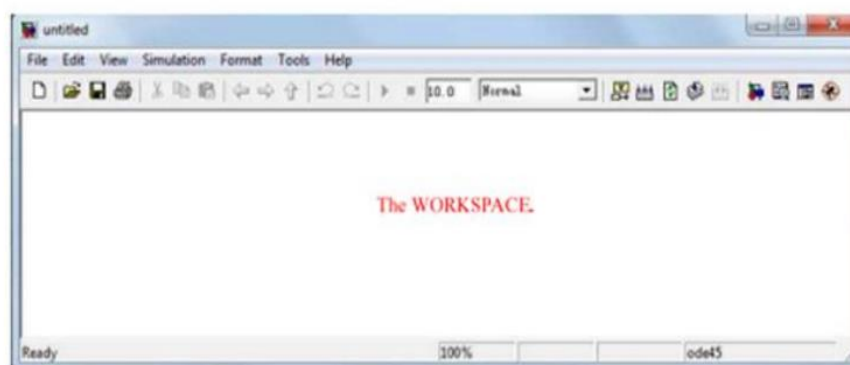 untitled
File Edit View Simulation Format Tools Help
10.0 Normal
The WORKSPACE.
Ready 100% ode45